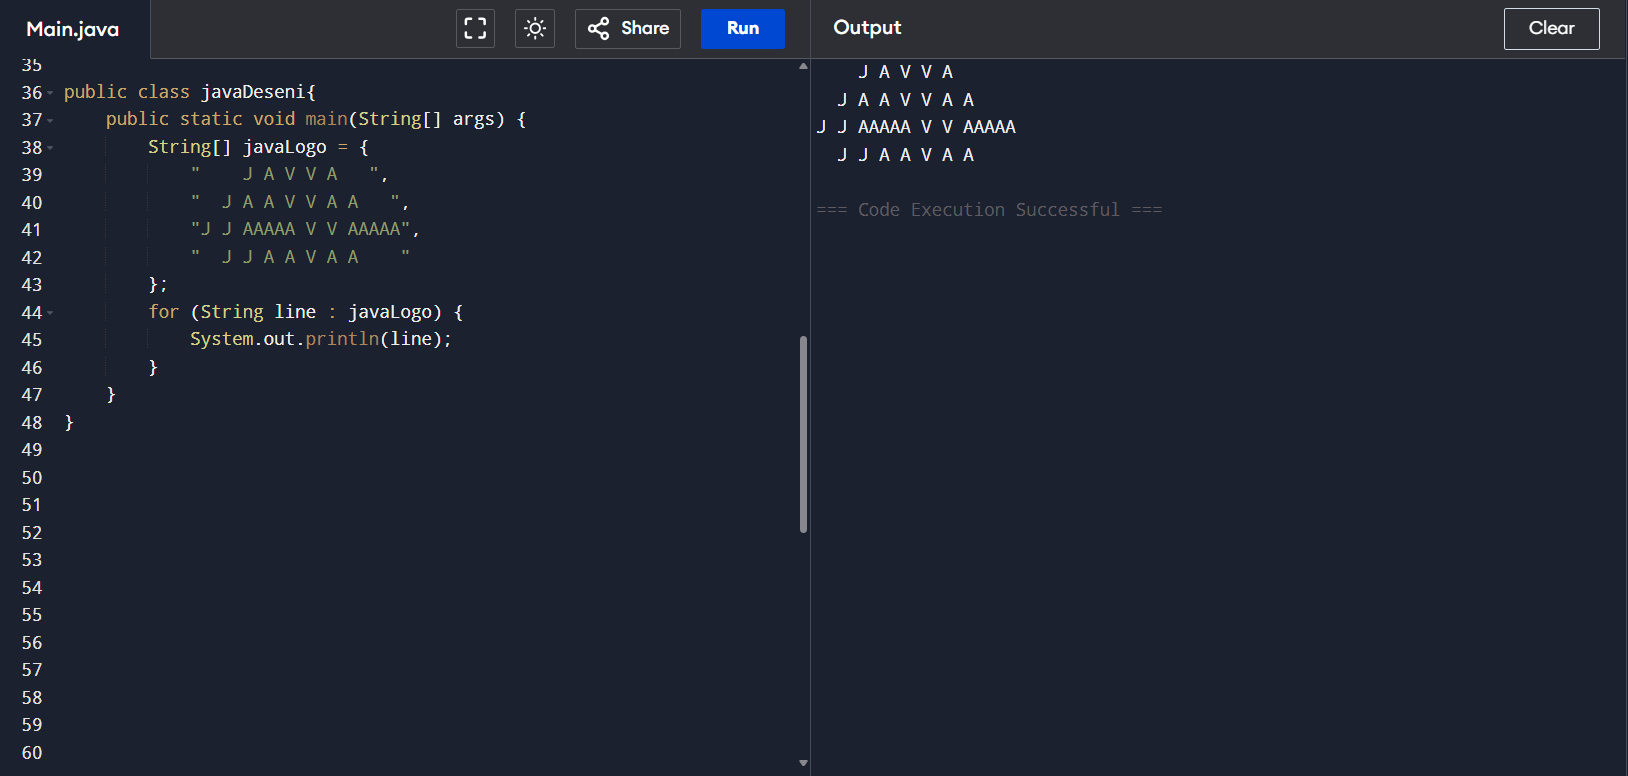 Main.java
Share
Run
Output
Clear
35
36 public class javaDeseni{
37     public static void main(String[] args) {
38         String[] javaLogo = {
39             "    J A V V A   ",
40             "  J A A V V A A   ",
41             "J J AAAAA V V AAAAA",
42             "  J J A A V A A    "
43         };
44         for (String line : javaLogo) {
45             System.out.println(line);
46         }
47     }
48 }
49
50
51
52
53
54
55
56
57
58
59
60
    J A V V A
  J A A V V A A
J J AAAAA V V AAAAA
  J J A A V A A
=== Code Execution Successful ===